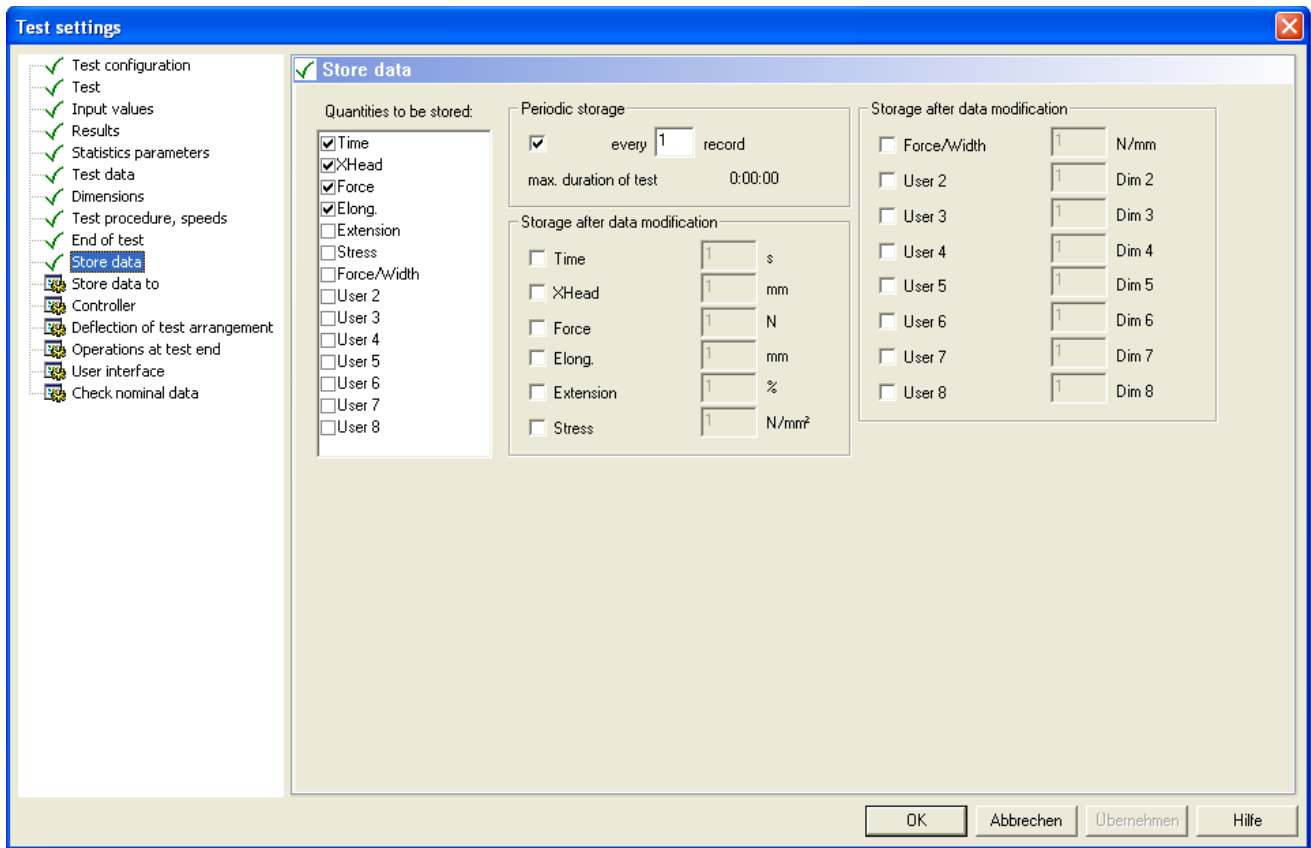 Test settings
Test configuration
Test
Input values
Results
Statistics parameters
Test data
Dimensions
Test procedure, speeds
End of test
Store data
Store data to
Controller
Deflection of test arrangement
Operations at test end
User interface
Check nominal data
Store data
Quantities to be stored:
Time
XHead
Force
Elong.
Extension
Stress
Force/Width
User 2
User 3
User 4
User 5
User 6
User 7
User 8
Periodic storage
every 1 record
max. duration of test 0:00:00
Storage after data modification
Time 1 s
XHead 1 mm
Force 1 N
Elong. 1 mm
Extension 1 %
Stress 1 N/mm²
Storage after data modification
Force/Width 1 N/mm
User 2 1 Dim 2
User 3 1 Dim 3
User 4 1 Dim 4
User 5 1 Dim 5
User 6 1 Dim 6
User 7 1 Dim 7
User 8 1 Dim 8
OK Abbrechen Übernehmen Hilfe